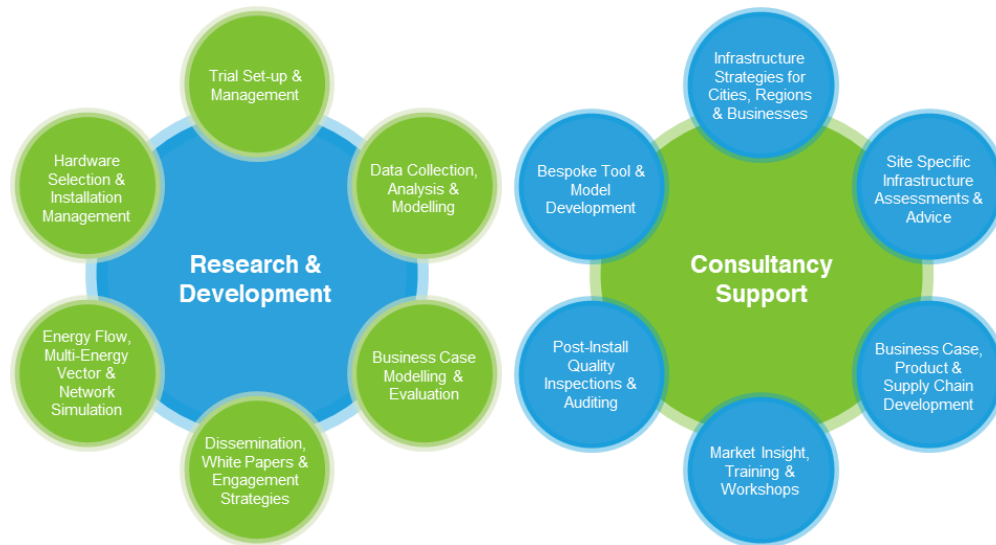 Trial Set-up &
Management
Hardware
Selection &
Installation
Management
Data Collection,
Analysis &
Modelling
Research &
Development
Energy Flow,
Multi-Energy
Vector &
Network
Simulation
Business Case
Modelling &
Evaluation
Dissemination,
White Papers &
Engagement
Strategies
Infrastructure
Strategies for
Cities, Regions
& Businesses
Bespoke Tool &
Model
Development
Site Specific
Infrastructure
Assessments &
Advice
Consultancy
Support
Post-Install
Quality
Inspections &
Auditing
Business Case,
Product &
Supply Chain
Development
Market Insight,
Training &
Workshops